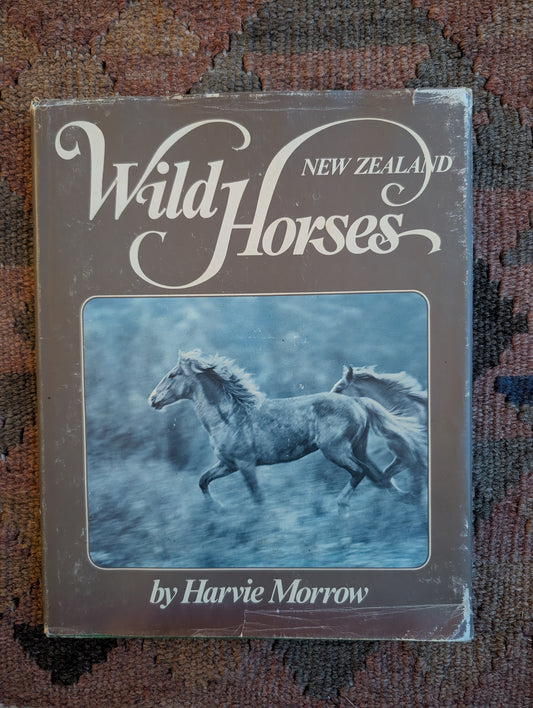 NEW ZEALAND
Wild Horses
by Harvie Morrow